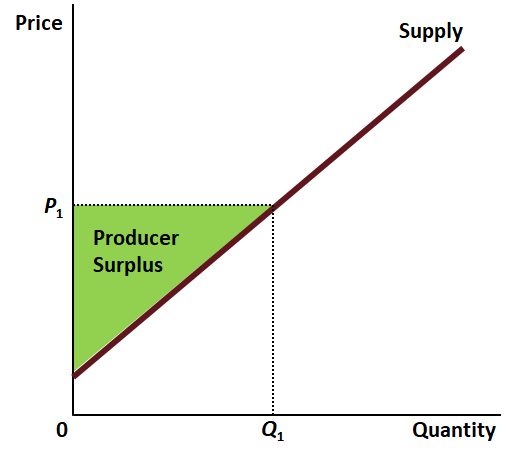 Price
Supply
P1
Producer
Surplus
0
Q1
Quantity